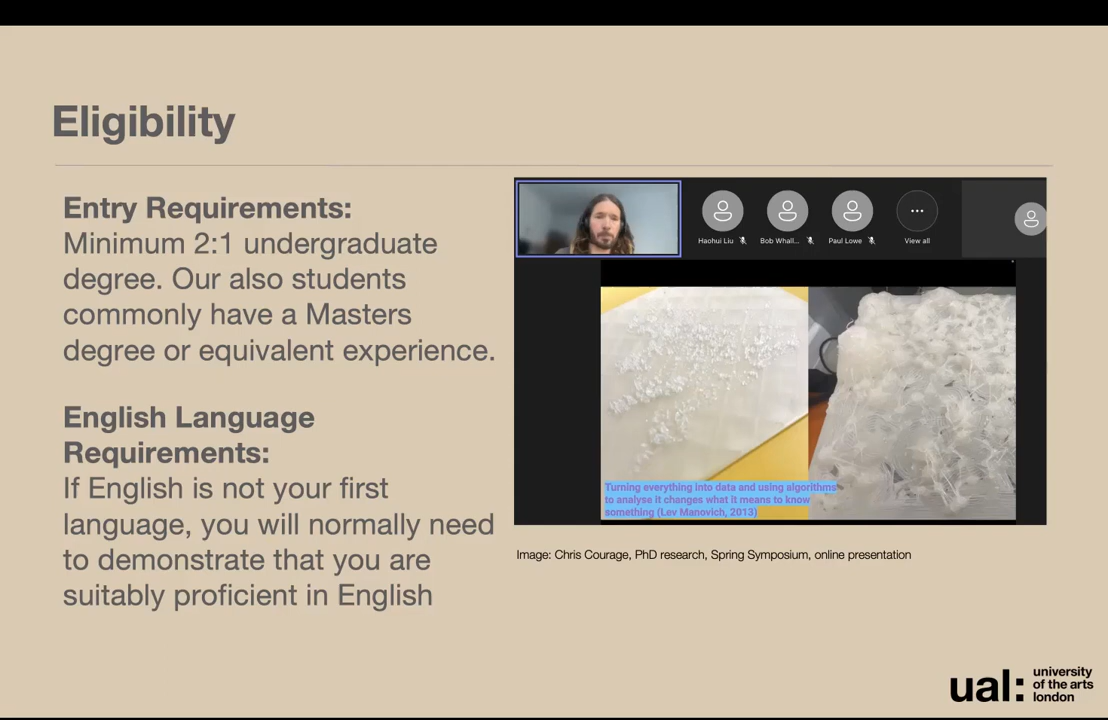 Eligibility
Entry Requirements:
Minimum 2:1 undergraduate
degree. Our also students
commonly have a Masters
degree or equivalent experience.
English Language
Requirements:
If English is not your first
language, you will normally need
to demonstrate that you are
suitably proficient in English
Haohui Liu
Bob Whall...
Paul Lowe
View all
Turning everything into data and using algorithms
to analyse it changes what it means to know
something (Lev Manovich, 2013)
Image: Chris Courage, PhD research, Spring Symposium, online presentation
ual: university
of the arts
london